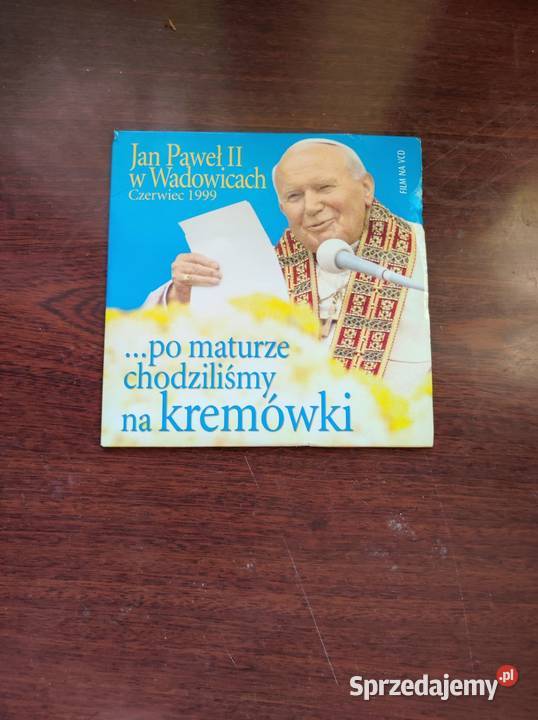 Jan Paweł II
w Wadowicach
Czerwiec 1999
FILM NA VCD
...po maturze
chodziliśmy
na kremówki
Sprzedajemy.pl